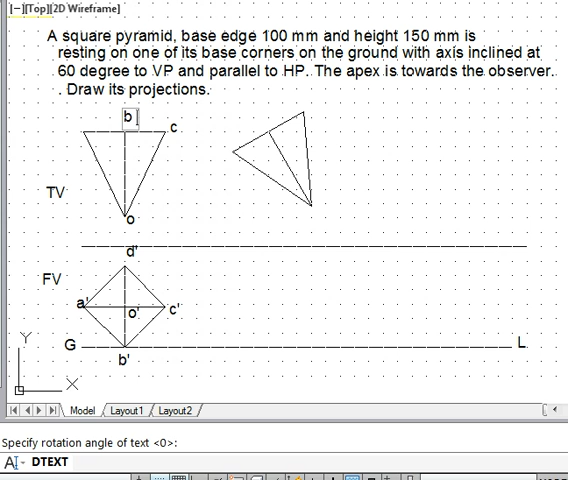 [−][Top][2D Wireframe]
A square pyramid, base edge 100 mm and height 150 mm is
resting on one of its base corners on the ground with axis inclined at
60 degree to VP and parallel to HP. The apex is towards the observer.
. Draw its projections.
b
c
TV
o
d'
FV
a'
o'
c'
Y
G
L
b'
X
Model
Layout1
Layout2
Specify rotation angle of text <0>:
AI- DTEXT